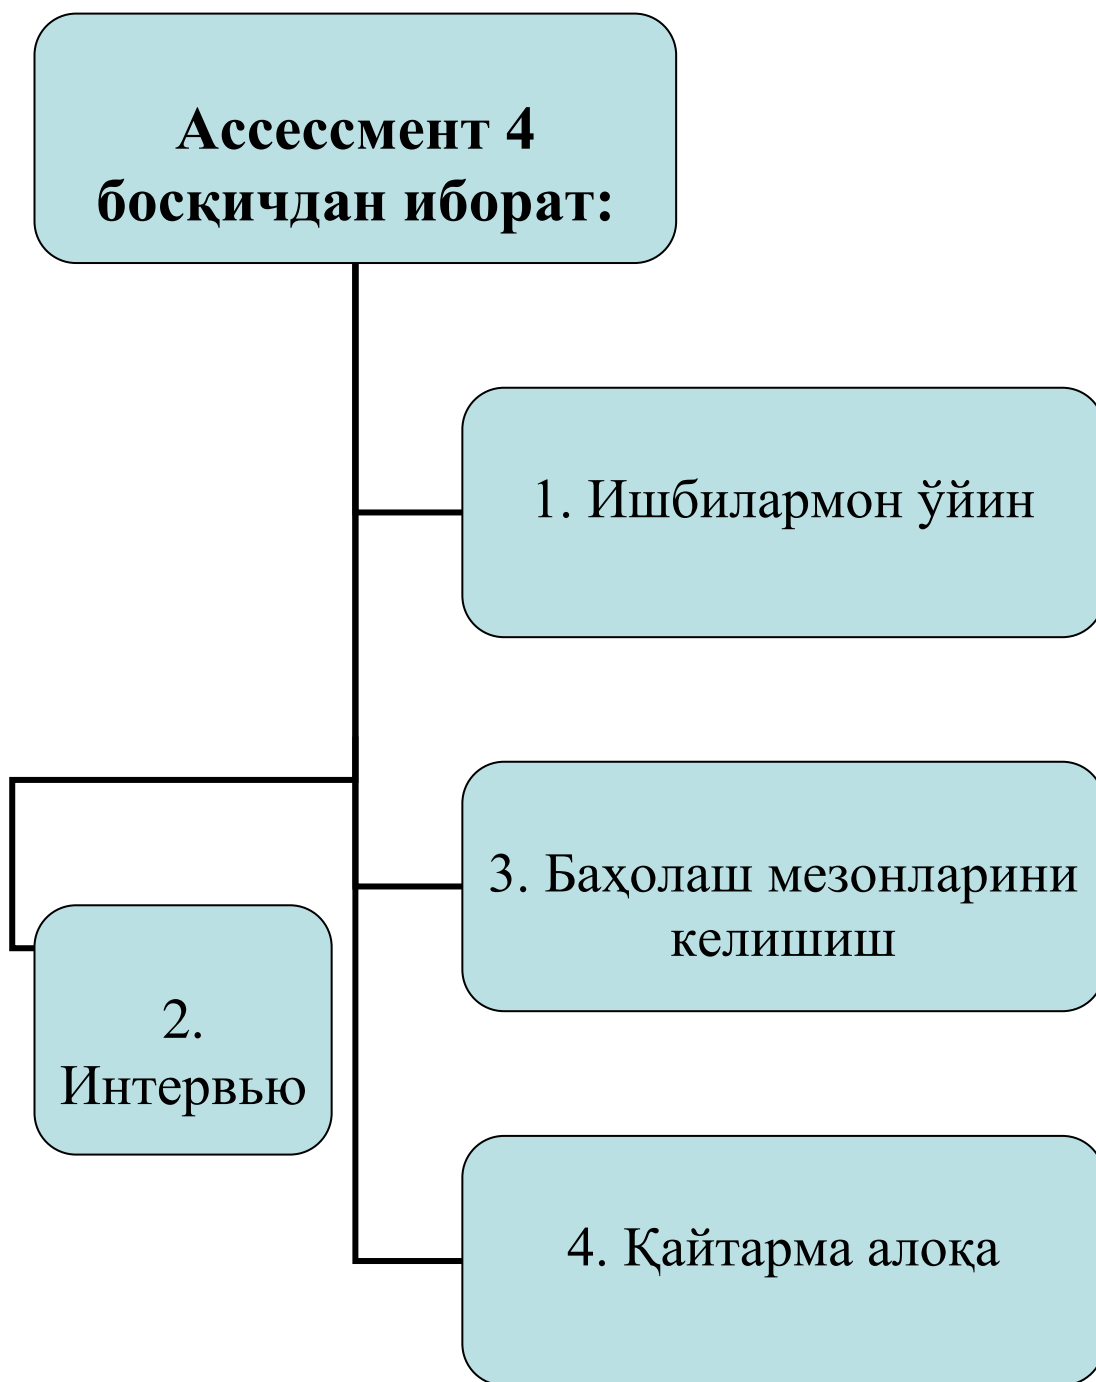 Ассессмент 4
босқичдан иборат:
1. Ишбилармон ўйин
2.
Интервью
3. Баҳолаш мезонларини
келишиш
4. Қайтарма алоқа